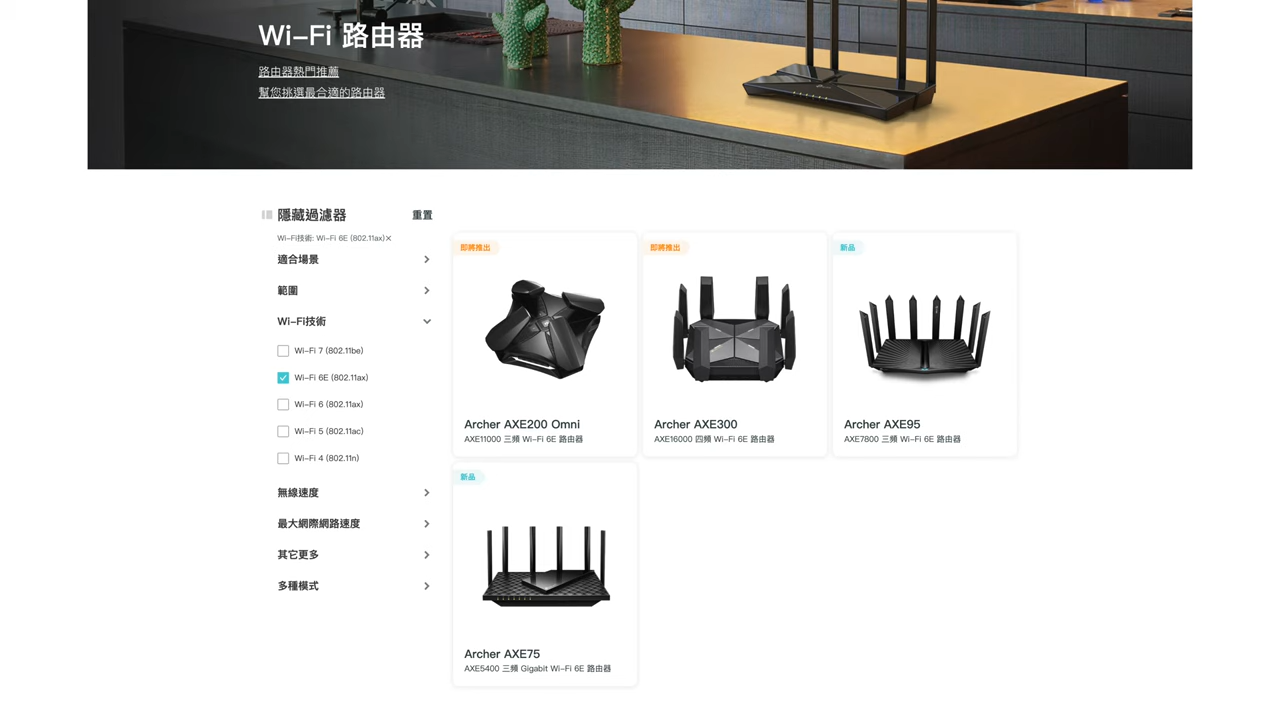 Wi-Fi 路由器
路由器熱門推薦
幫您挑選最合適的路由器
隱藏過濾器
重置
Wi-Fi技術: Wi-Fi 6E (802.11ax)×
適合場景
範圍
Wi-Fi技術
Wi-Fi 7 (802.11be)
Wi-Fi 6E (802.11ax)
Wi-Fi 6 (802.11ax)
Wi-Fi 5 (802.11ac)
Wi-Fi 4 (802.11n)
無線速度
最大網際網路速度
其它更多
多種模式
即將推出
Archer AXE200 Omni
AXE11000 三頻 Wi-Fi 6E 路由器
即將推出
Archer AXE300
AXE16000 四頻 Wi-Fi 6E 路由器
新品
Archer AXE95
AXE7800 三頻 Wi-Fi 6E 路由器
新品
Archer AXE75
AXE5400 三頻 Gigabit Wi-Fi 6E 路由器